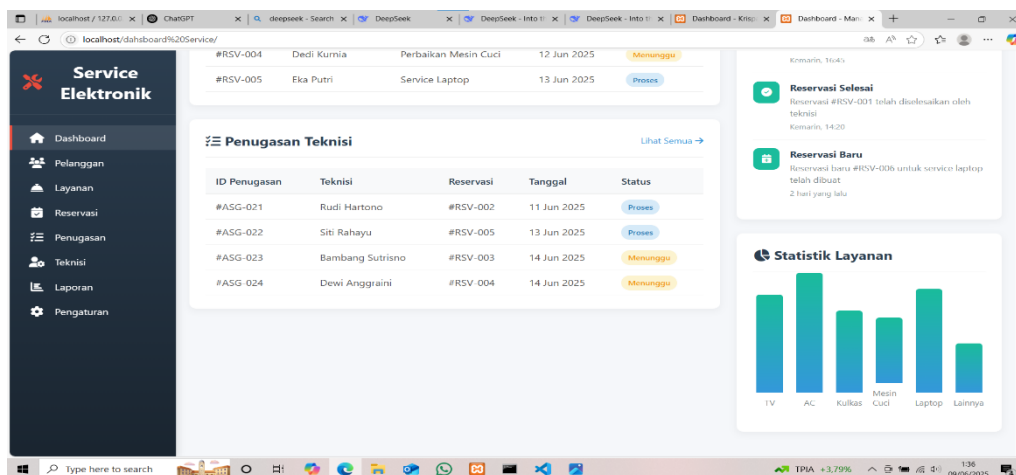 localhost / 127.0.0
ChatGPT
deepseek - Search
DeepSeek
DeepSeek - Into t
DeepSeek - Into t
Dashboard - Krisp
Dashboard - Mana
localhost/dahsboard%20Service/
Service
Elektronik
Dashboard
Pelanggan
Layanan
Reservasi
Penugasan
Teknisi
Laporan
Pengaturan
#RSV-004 Dedi Kurnia Perbaikan Mesin Cuci 12 Jun 2025 Menunggu
#RSV-005 Eka Putri Service Laptop 13 Jun 2025 Proses
Penugasan Teknisi Lihat Semua →
ID Penugasan Teknisi Reservasi Tanggal Status
#ASG-021 Rudi Hartono #RSV-002 11 Jun 2025 Proses
#ASG-022 Siti Rahayu #RSV-005 13 Jun 2025 Proses
#ASG-023 Bambang Sutrisno #RSV-003 14 Jun 2025 Menunggu
#ASG-024 Dewi Anggraini #RSV-004 14 Jun 2025 Menunggu
Kemarin, 16:45
Reservasi Selesai
Reservasi #RSV-001 telah diselesaikan oleh
teknisi
Kemarin, 14:20
Reservasi Baru
Reservasi baru #RSV-006 untuk service laptop
telah dibuat
2 hari yang lalu
Statistik Layanan
TV AC Kulkas Mesin Cuci Laptop Lainnya
Type here to search
TPIA +3,79%
1:36
09/06/2025